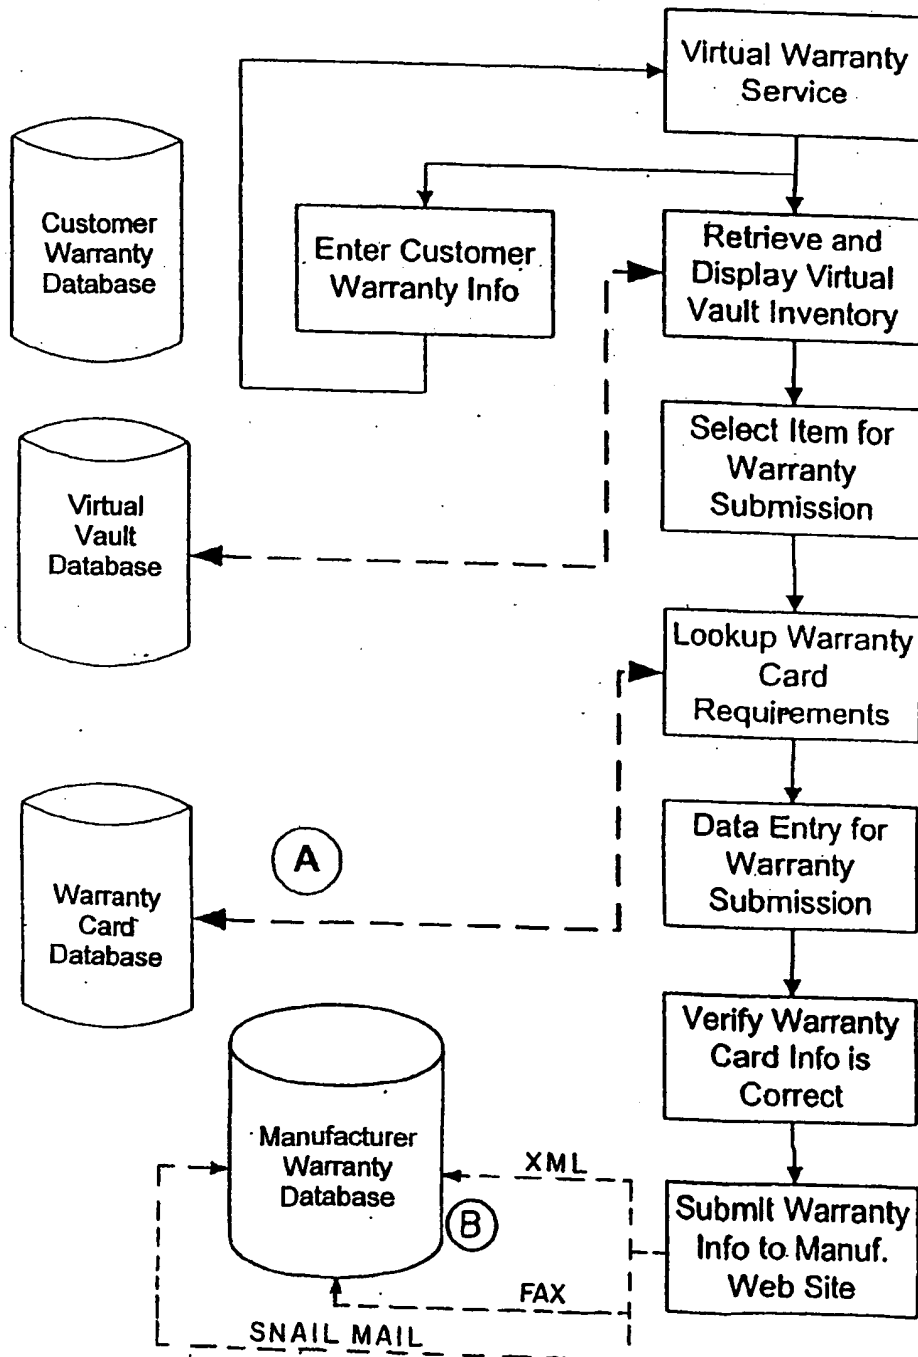 Virtual Warranty
Service
Customer
Warranty
Database
Enter Customer
Warranty Info
Retrieve and
Display Virtual
Vault Inventory
Select Item for
Warranty
Submission
Virtual
Vault
Database
Lookup Warranty
Card
Requirements
A
Data Entry for
Warranty
Submission
Warranty
Card
Database
Verify Warranty
Card Info is
Correct
Manufacturer
Warranty
Database
XML
B
Submit Warranty
Info to Manuf.
Web Site
FAX
SNAIL MAIL